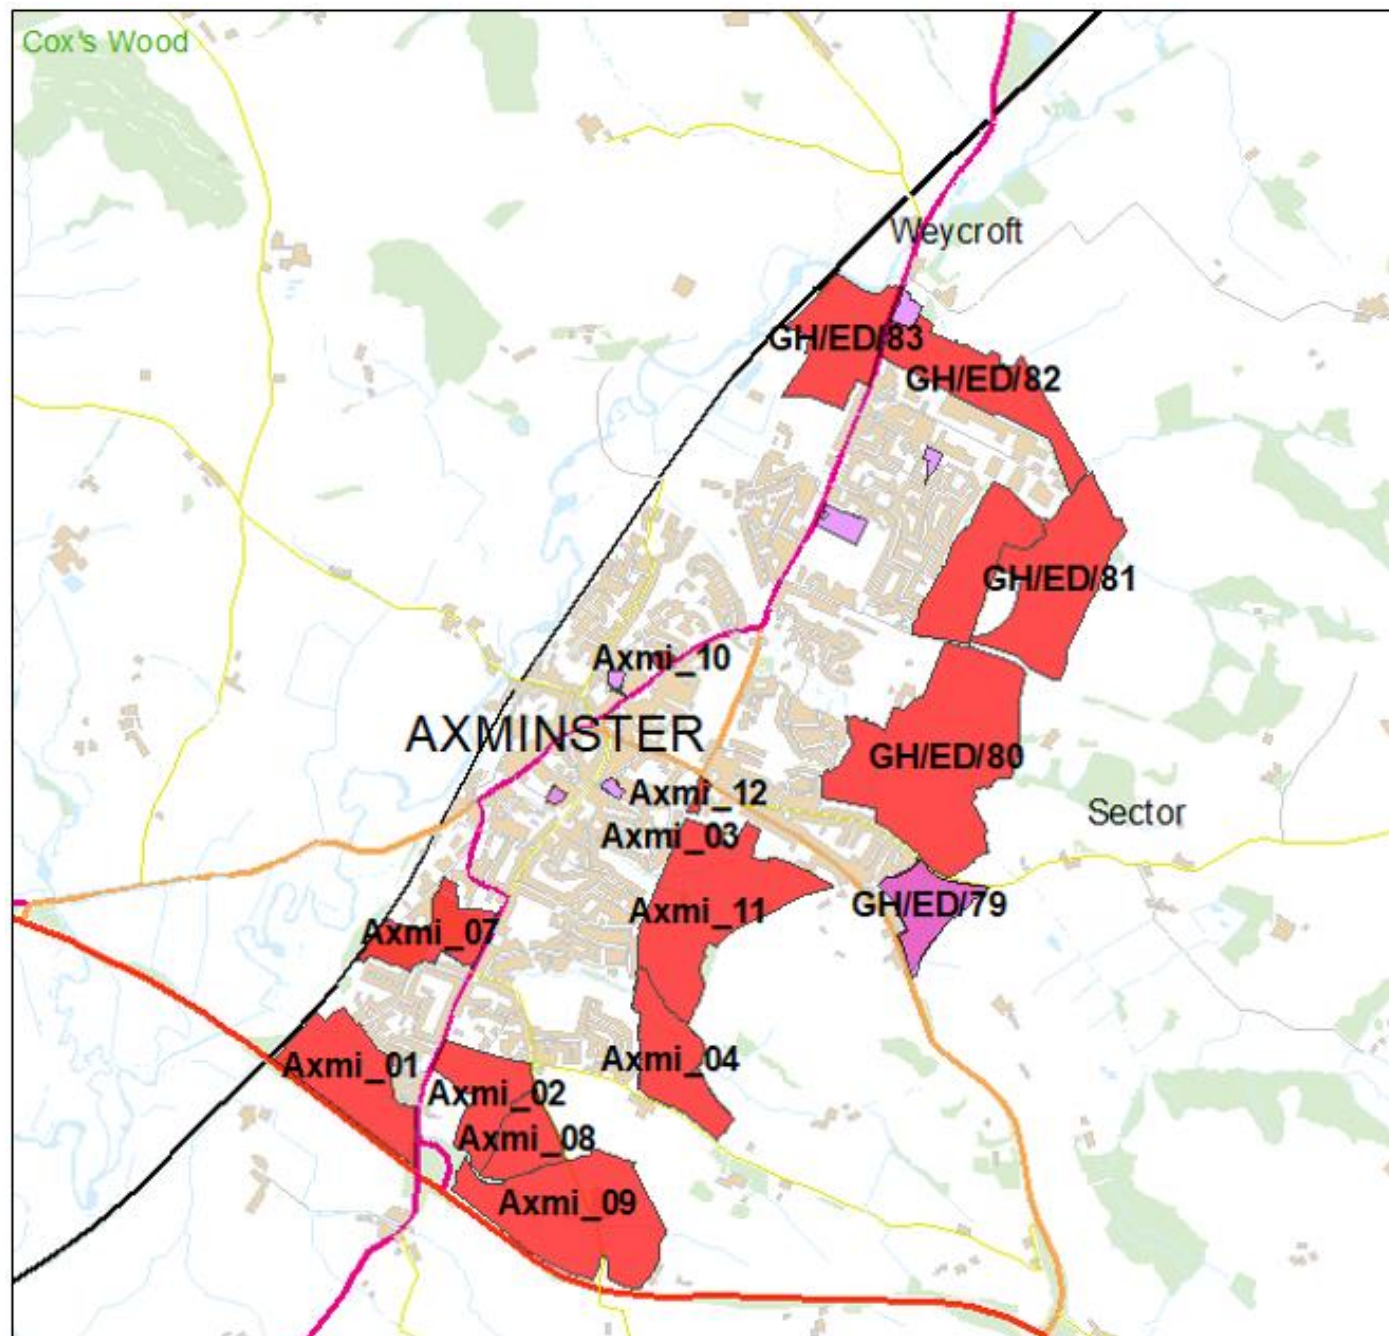 Cox's Wood
Weycroft
GH/ED/83
GH/ED/82
GH/ED/81
Axmi_10
AXMINSTER
GH/ED/80
Axmi_12
Sector
Axmi_03
GH/ED/79
Axmi_11
Axmi_07
Axmi_04
Axmi_01
Axmi_02
Axmi_08
Axmi_09